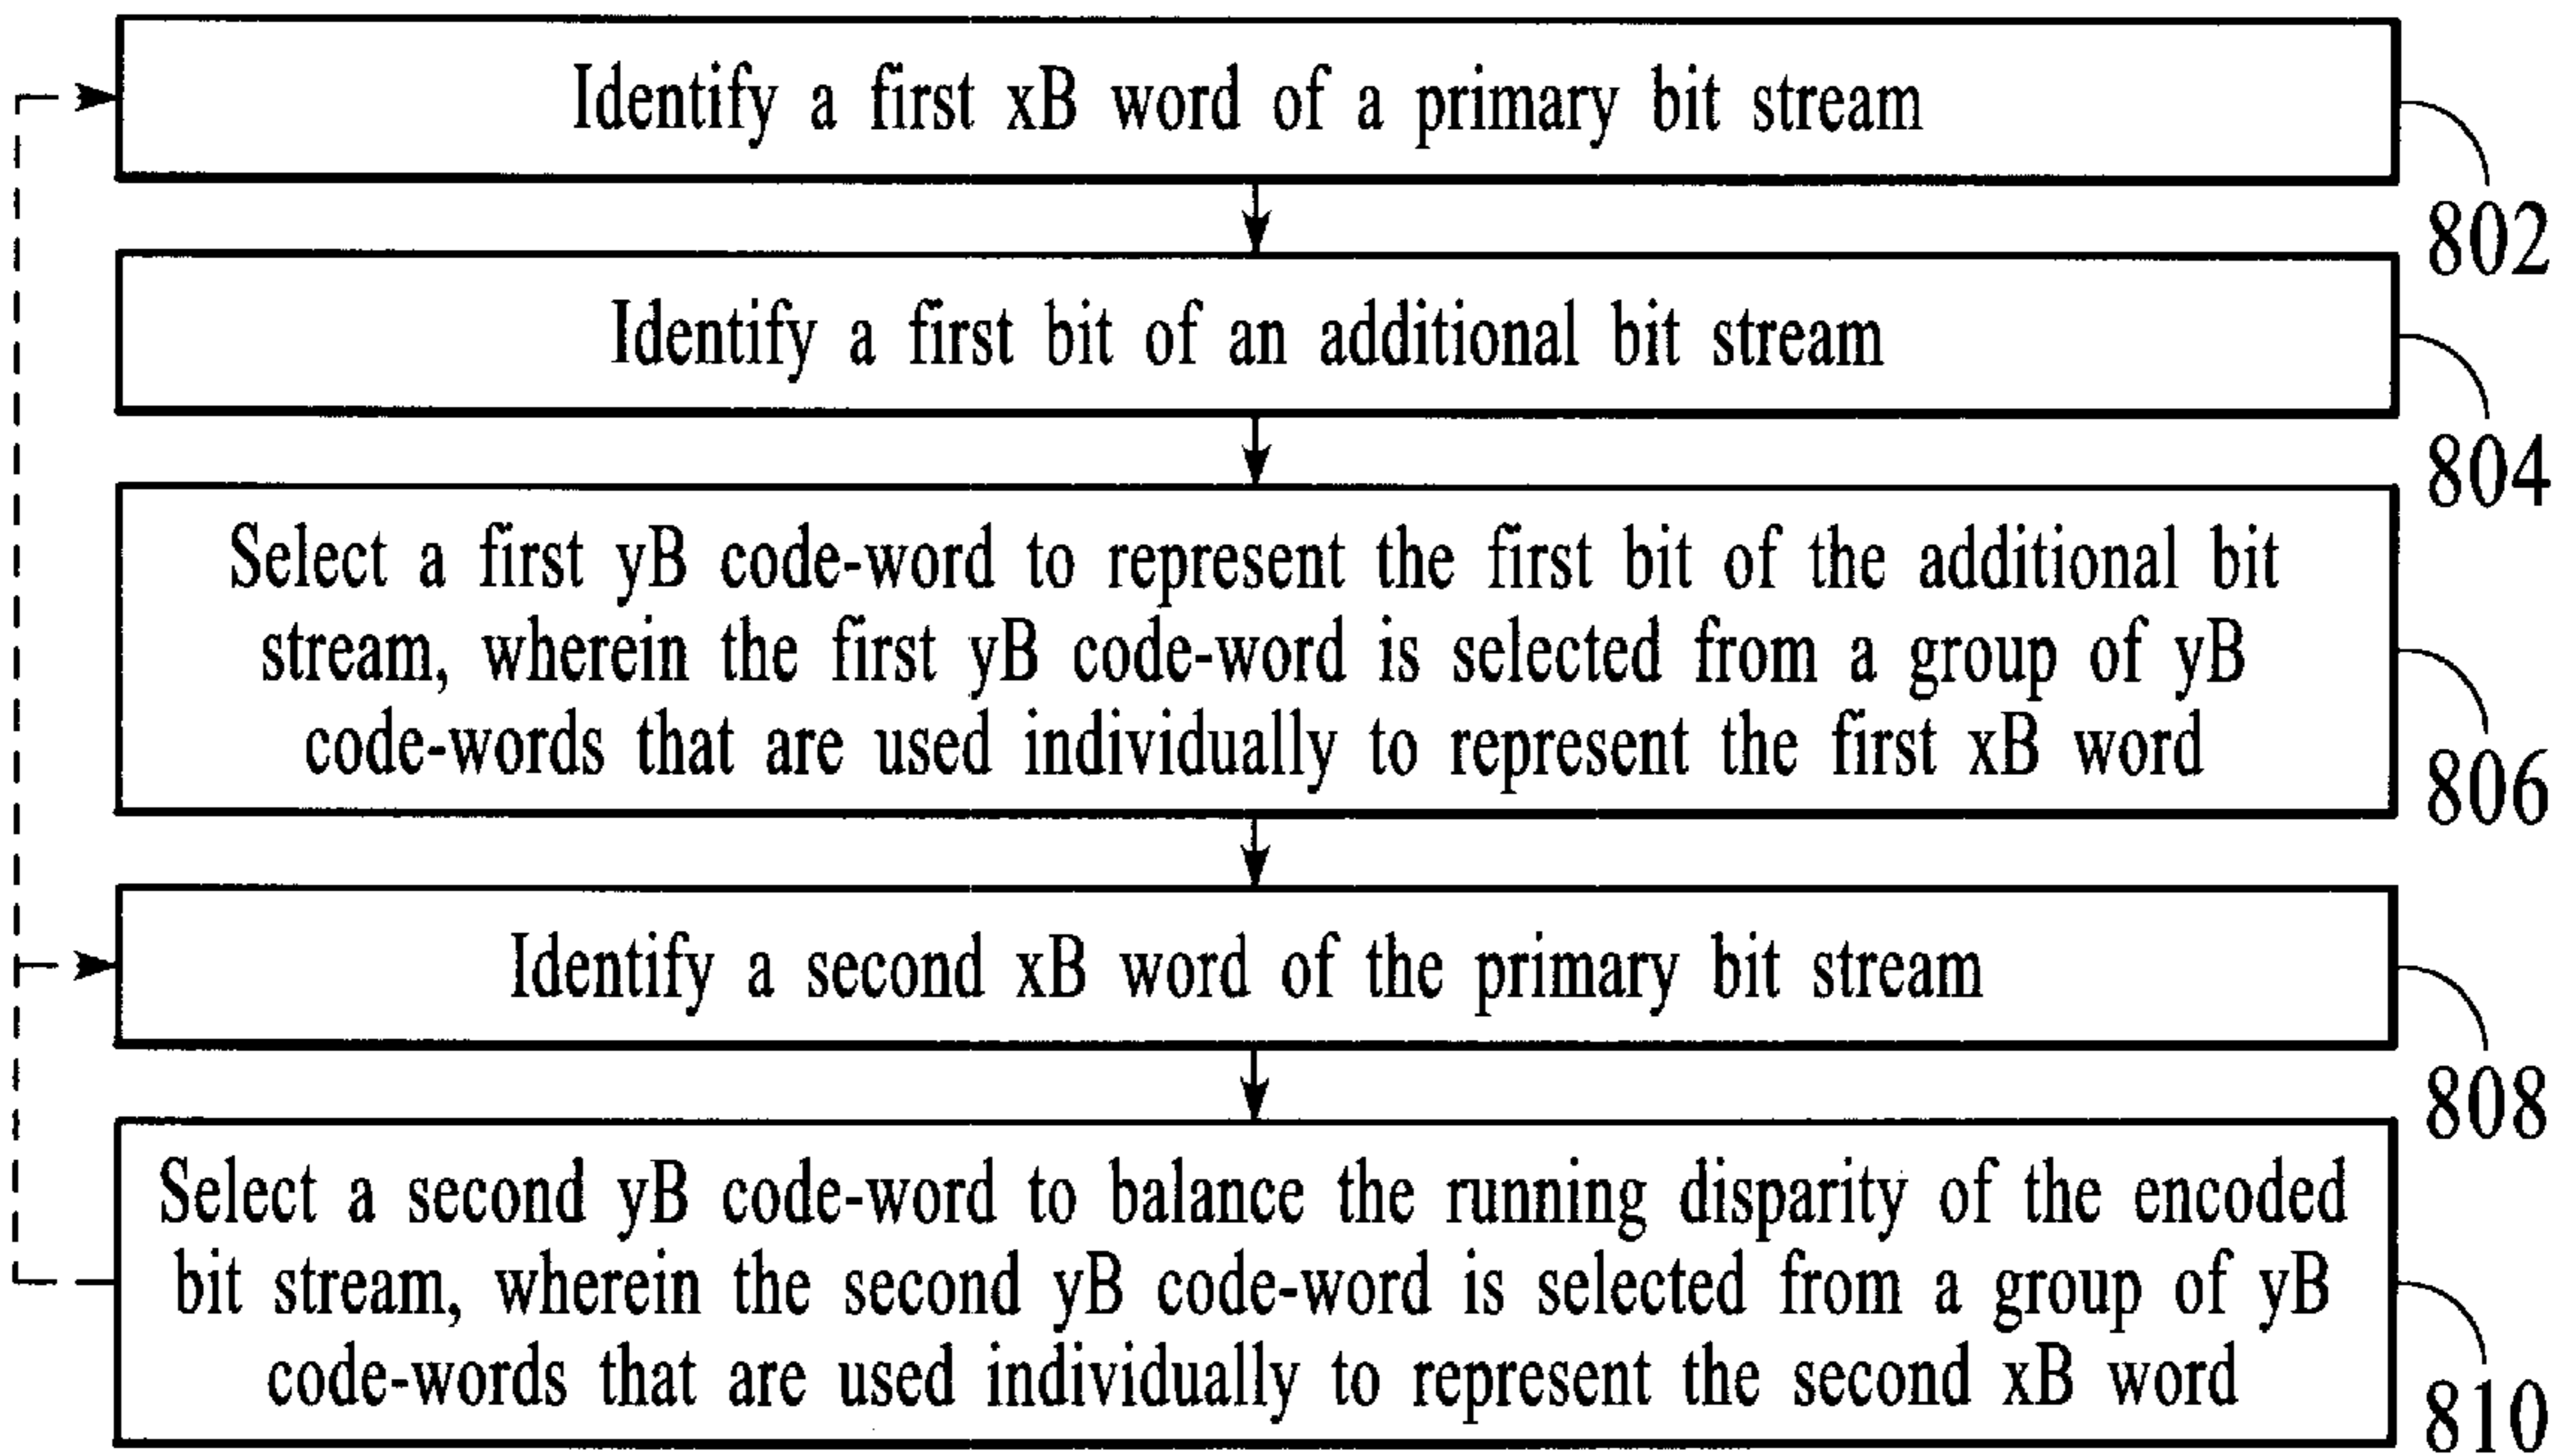 Identify a first xB word of a primary bit stream
802
Identify a first bit of an additional bit stream
804
Select a first yB code-word to represent the first bit of the additional bit
stream, wherein the first yB code-word is selected from a group of yB
code-words that are used individually to represent the first xB word
806
Identify a second xB word of the primary bit stream
808
Select a second yB code-word to balance the running disparity of the encoded
bit stream, wherein the second yB code-word is selected from a group of yB
code-words that are used individually to represent the second xB word
810